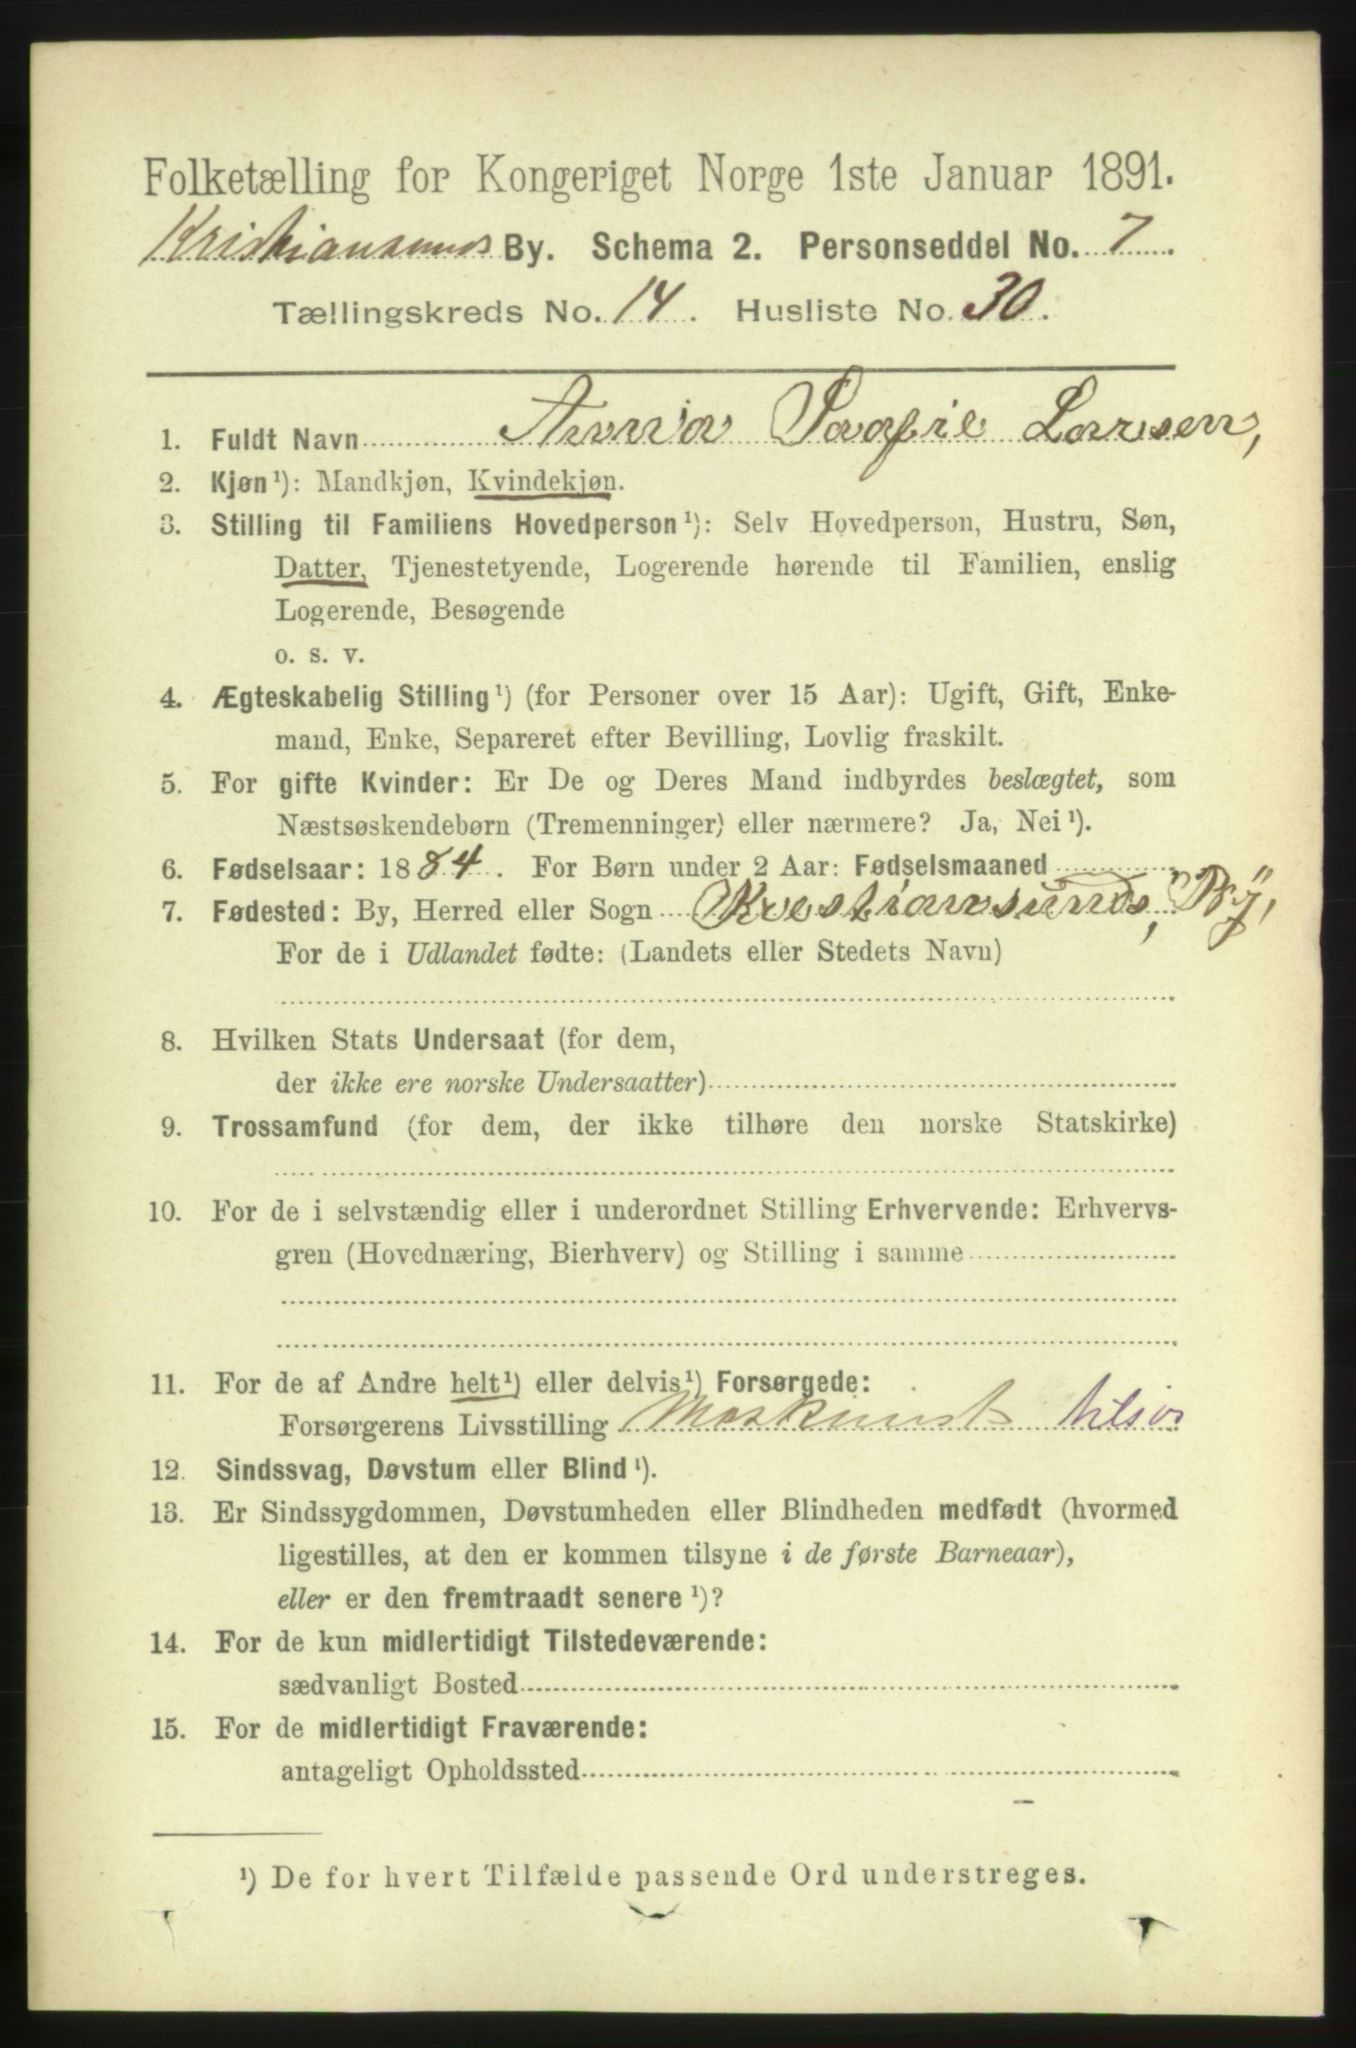 Folketælling for Kongeriget Norge 1ste Januar 1891.
Kristiansunds By. Schema 2. Personseddel No. 7.
Tællingskreds No. 14. Husliste No. 30.
1. Fuldt Navn Anna Saafie Larsen,
2. Kjøn¹): Mandkjøn, Kvindekjøn.
3. Stilling til Familiens Hovedperson¹): Selv Hovedperson, Hustru, Søn,
Datter, Tjenestetyende, Logerende hørende til Familien, enslig
Logerende, Besøgende
o. s. v.
4. Ægteskabelig Stilling¹) (for Personer over 15 Aar): Ugift, Gift, Enke-
mand, Enke, Separeret efter Bevilling, Lovlig fraskilt.
5. For gifte Kvinder: Er De og Deres Mand indbyrdes beslægtet, som
Næstsøskendebørn (Tremenninger) eller nærmere? Ja, Nei¹).
6. Fødselsaar: 1884. For Børn under 2 Aar: Fødselsmaaned
7. Fødested: By, Herred eller Sogn Krestiansunds, By,
For de i Udlandet fødte: (Landets eller Stedets Navn)
8. Hvilken Stats Undersaat (for dem,
der ikke ere norske Undersaatter)
9. Trossamfund (for dem, der ikke tilhøre den norske Statskirke)
10. For de i selvstændig eller i underordnet Stilling Erhvervende: Erhvervs-
gren (Hovednæring, Bierhverv) og Stilling i samme
11. For de af Andre helt¹) eller delvis¹) Forsørgede:
Forsørgerens Livsstilling Maskinist tilsjøs
12. Sindssvag, Døvstum eller Blind¹).
13. Er Sindssygdommen, Døvstumheden eller Blindheden medfødt (hvormed
ligestilles, at den er kommen tilsyne i de første Barneaar),
eller er den fremtraadt senere¹)?
14. For de kun midlertidigt Tilstedeværende:
sædvanligt Bosted
15. For de midlertidigt Fraværende:
antageligt Opholdssted
¹) De for hvert Tilfælde passende Ord understreges.